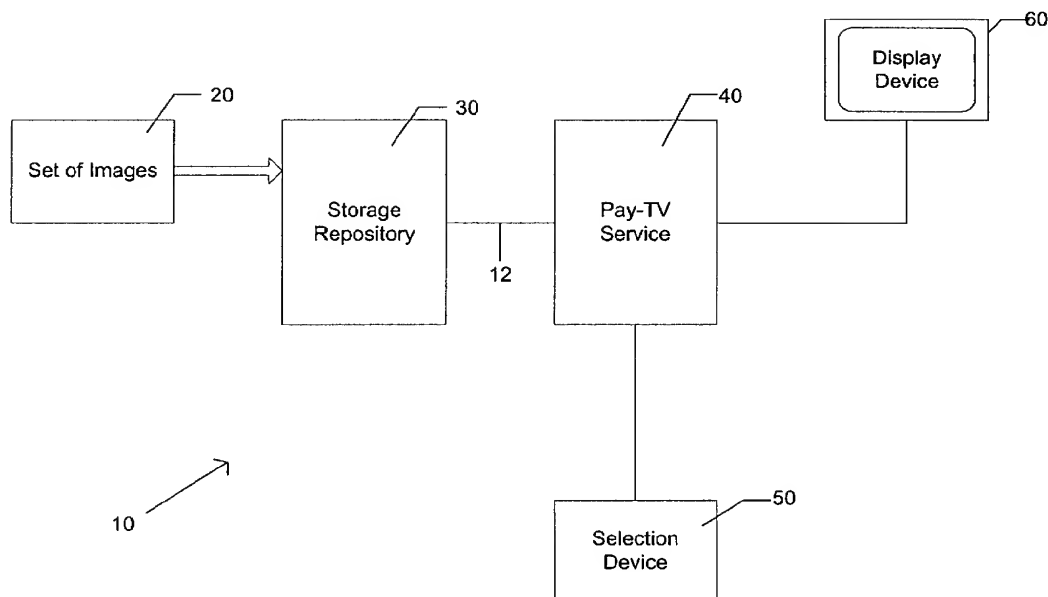 60
Display
Device
20
30
40
Set of Images
Storage
Repository
Pay-TV
Service
12
50
10
Selection
Device